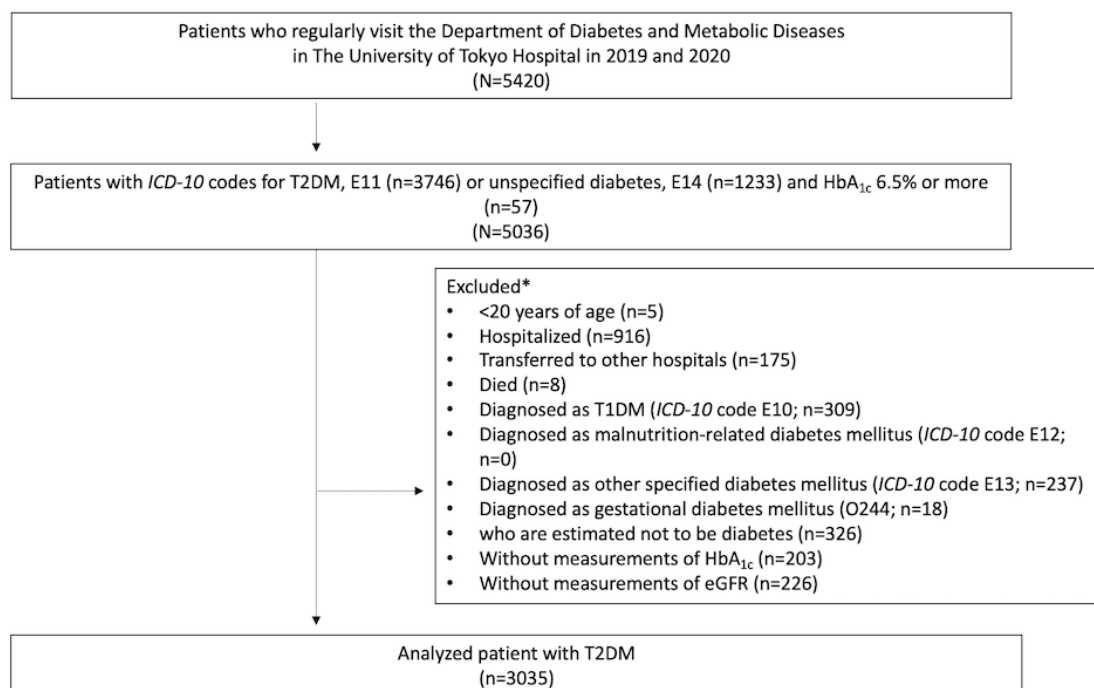 Patients who regularly visit the Department of Diabetes and Metabolic Diseases
in The University of Tokyo Hospital in 2019 and 2020
(N=5420)
Patients with ICD-10 codes for T2DM, E11 (n=3746) or unspecified diabetes, E14 (n=1233) and HbA1c 6.5% or more
(n=57)
(N=5036)
Excluded*
• <20 years of age (n=5)
• Hospitalized (n=916)
• Transferred to other hospitals (n=175)
• Died (n=8)
• Diagnosed as T1DM (ICD-10 code E10; n=309)
• Diagnosed as malnutrition-related diabetes mellitus (ICD-10 code E12;
n=0)
• Diagnosed as other specified diabetes mellitus (ICD-10 code E13; n=237)
• Diagnosed as gestational diabetes mellitus (O244; n=18)
• who are estimated not to be diabetes (n=326)
• Without measurements of HbA1c (n=203)
• Without measurements of eGFR (n=226)
Analyzed patient with T2DM
(n=3035)